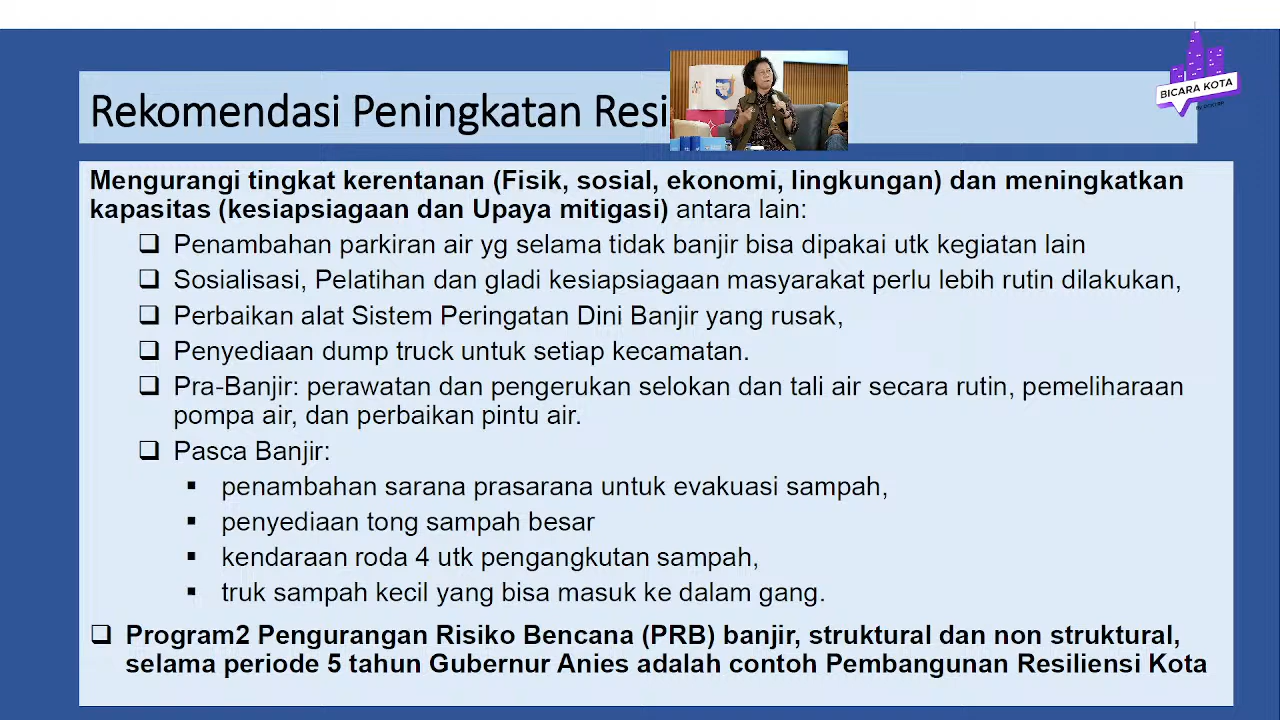 Rekomendasi Peningkatan Resi
BICARA KOTA
Mengurangi tingkat kerentanan (Fisik, sosial, ekonomi, lingkungan) dan meningkatkan
kapasitas (kesiapsiagaan dan Upaya mitigasi) antara lain:
❑ Penambahan parkiran air yg selama tidak banjir bisa dipakai utk kegiatan lain
❑ Sosialisasi, Pelatihan dan gladi kesiapsiagaan masyarakat perlu lebih rutin dilakukan,
❑ Perbaikan alat Sistem Peringatan Dini Banjir yang rusak,
❑ Penyediaan dump truck untuk setiap kecamatan.
❑ Pra-Banjir: perawatan dan pengerukan selokan dan tali air secara rutin, pemeliharaan
pompa air, dan perbaikan pintu air.
❑ Pasca Banjir:
▪ penambahan sarana prasarana untuk evakuasi sampah,
▪ penyediaan tong sampah besar
▪ kendaraan roda 4 utk pengangkutan sampah,
▪ truk sampah kecil yang bisa masuk ke dalam gang.
❑ Program2 Pengurangan Risiko Bencana (PRB) banjir, struktural dan non struktural,
selama periode 5 tahun Gubernur Anies adalah contoh Pembangunan Resiliensi Kota